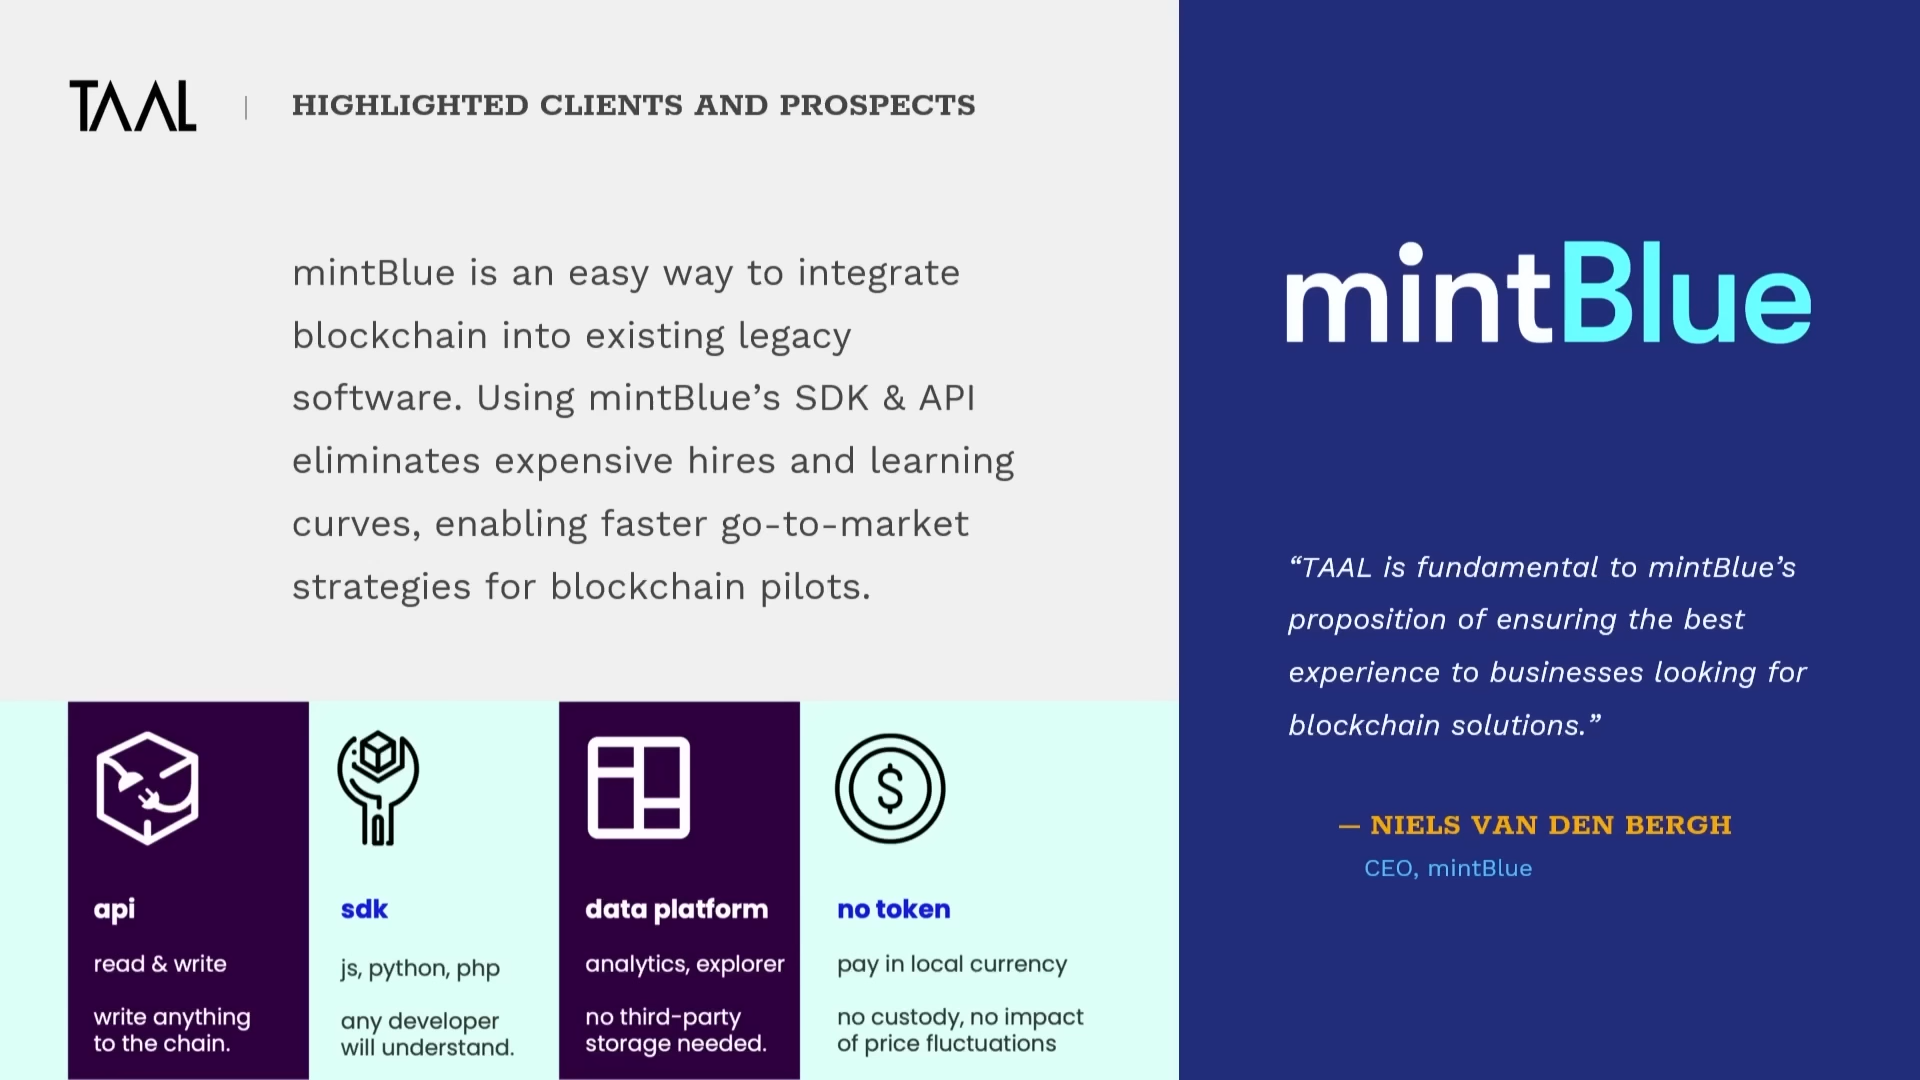 TAAL
HIGHLIGHTED CLIENTS AND PROSPECTS
mintBlue is an easy way to integrate
blockchain into existing legacy
software. Using mintBlue’s SDK & API
eliminates expensive hires and learning
curves, enabling faster go-to-market
strategies for blockchain pilots.
api
read & write
write anything
to the chain.
sdk
js, python, php
any developer
will understand.
data platform
analytics, explorer
no third-party
storage needed.
$
no token
pay in local currency
no custody, no impact
of price fluctuations
mintBlue
“TAAL is fundamental to mintBlue’s
proposition of ensuring the best
experience to businesses looking for
blockchain solutions.”
— NIELS VAN DEN BERGH
CEO, mintBlue